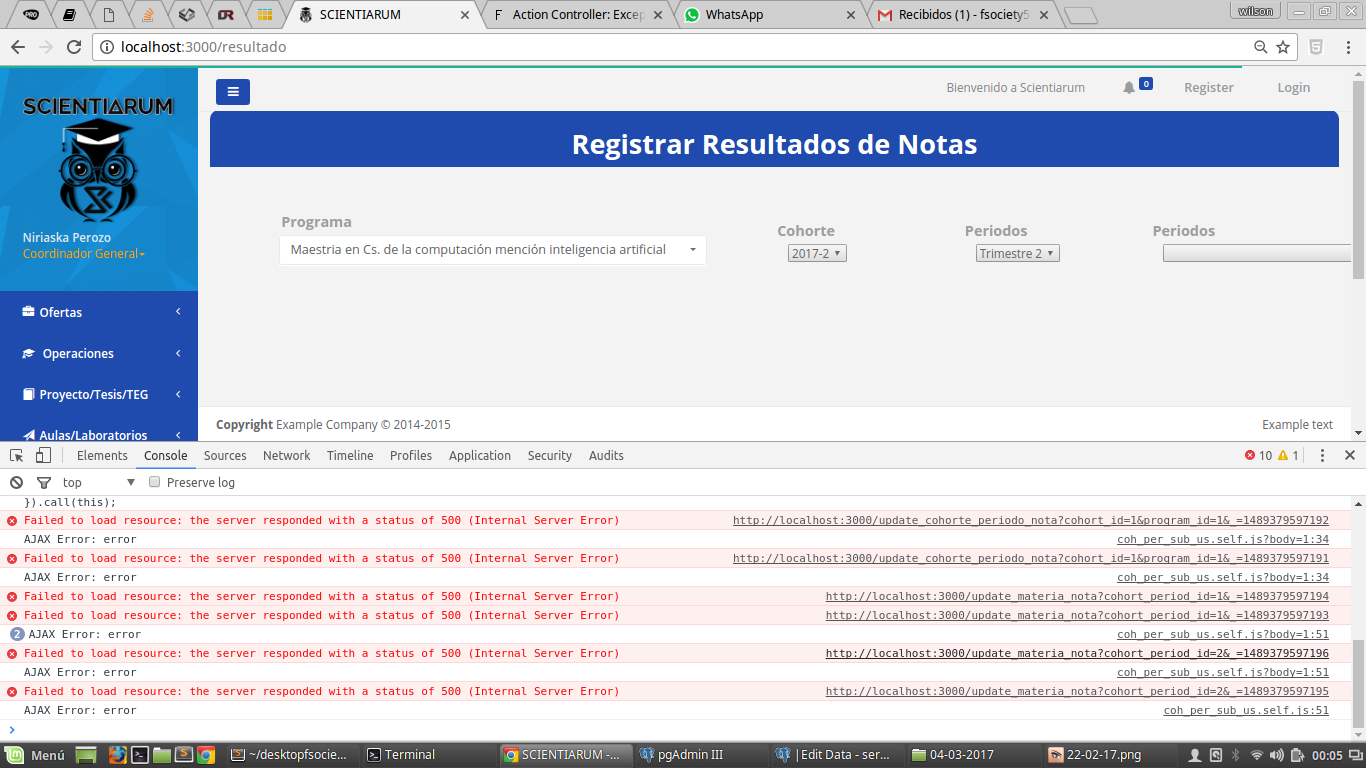 PRO
DR
SCIENTIARUM
F Action Controller: Excep
WhatsApp
Recibidos (1) - fsociety5
wilson
localhost:3000/resultado
SCIENTIARUM
Niriaska Perozo
Coordinador General
Ofertas
Operaciones
Proyecto/Tesis/TEG
Aulas/Laboratorios
Bienvenido a Scientiarum
0
Register
Login
Registrar Resultados de Notas
Programa
Maestria en Cs. de la computación mención inteligencia artificial
Cohorte
2017-2
Periodos
Trimestre 2
Periodos
Copyright Example Company © 2014-2015
Example text
Elements Console Sources Network Timeline Profiles Application Security Audits
10 1
top
Preserve log
}).call(this);
Failed to load resource: the server responded with a status of 500 (Internal Server Error) http://localhost:3000/update_cohorte_periodo_nota?cohort_id=1&program_id=1&_=1489379597192
AJAX Error: error coh_per_sub_us.self.js?body=1:34
Failed to load resource: the server responded with a status of 500 (Internal Server Error) http://localhost:3000/update_cohorte_periodo_nota?cohort_id=1&program_id=1&_=1489379597191
AJAX Error: error coh_per_sub_us.self.js?body=1:34
Failed to load resource: the server responded with a status of 500 (Internal Server Error) http://localhost:3000/update_materia_nota?cohort_period_id=1&_=1489379597194
Failed to load resource: the server responded with a status of 500 (Internal Server Error) http://localhost:3000/update_materia_nota?cohort_period_id=1&_=1489379597193
2 AJAX Error: error coh_per_sub_us.self.js?body=1:51
Failed to load resource: the server responded with a status of 500 (Internal Server Error) http://localhost:3000/update_materia_nota?cohort_period_id=2&_=1489379597196
AJAX Error: error coh_per_sub_us.self.js?body=1:51
Failed to load resource: the server responded with a status of 500 (Internal Server Error) http://localhost:3000/update_materia_nota?cohort_period_id=2&_=1489379597195
AJAX Error: error coh_per_sub_us.self.js:51
Menú
~/desktopfsocie...
Terminal
SCIENTIARUM -...
pgAdmin III
|Edit Data - ser...
04-03-2017
22-02-17.png
00:05